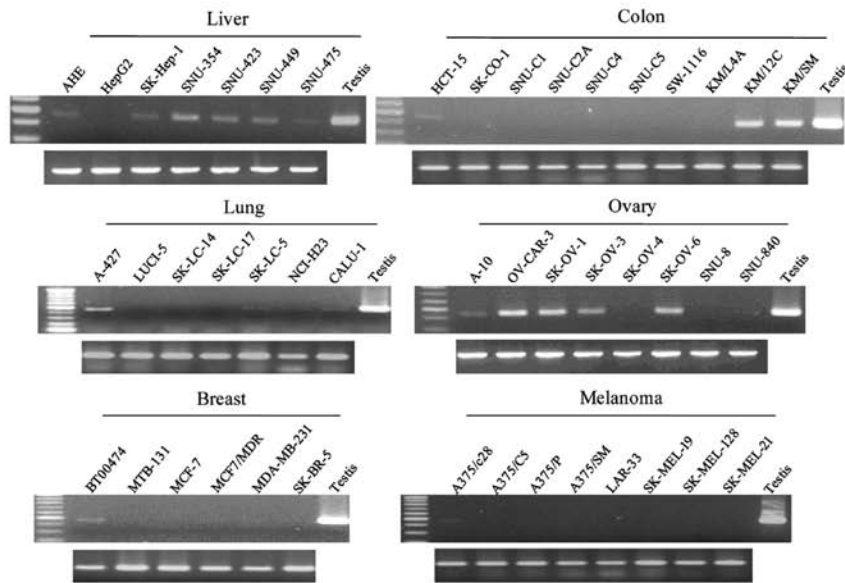 Liver
AHE
HepG2
SK-Hep-1
SNU-354
SNU-423
SNU-449
SNU-475
Testis
Colon
HCT-15
SK-CO-1
SNU-C1
SNU-C2A
SNU-C4
SNU-C5
SW-1116
KM/L4A
KM/12C
KM/SM
Testis
Lung
A-427
LUCI-5
SK-LC-14
SK-LC-17
SK-LC-5
NCI-H23
CALU-1
Testis
Ovary
A-10
OV-CAR-3
SK-OV-1
SK-OV-3
SK-OV-4
SK-OV-6
SNU-8
SNU-840
Testis
Breast
BT00474
MTB-131
MCF-7
MCF7/MDR
MDA-MB-231
SK-BR-5
Testis
Melanoma
A375/c28
A375/C5
A375/P
A375/SM
LAR-33
SK-MEL-19
SK-MEL-128
SK-MEL-21
Testis